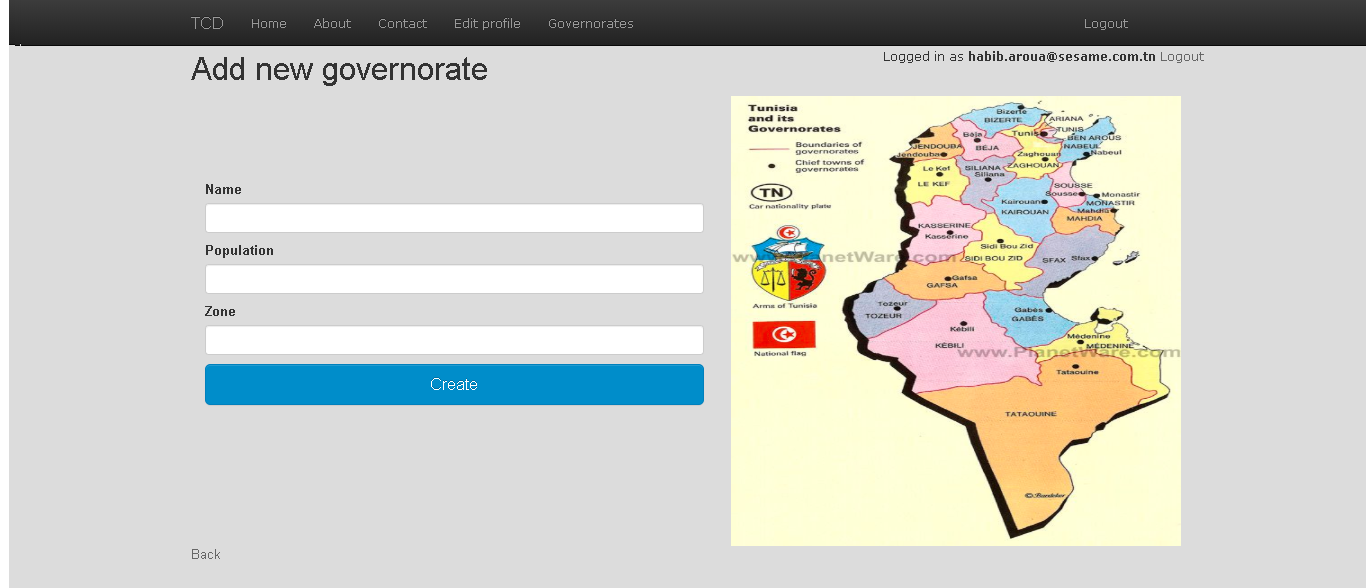 TCD Home About Contact Edit profile Governorates Logout
Logged in as habib.aroua@sesame.com.tn Logout
Add new governorate
Name
Population
Zone
Create
Back
Tunisia
and its
Governorates
Boundaries of
governorates
Chief towns of
governorates
TN
Car nationality plate
Arms of Tunisia
National flag
Bizerte
BIZERTE
ARIANA
Tunis
TUNIS
BEN AROUS
NABEUL
Nabeul
Béja
BÉJA
JENDOUBA
Jendouba
Zaghouan
ZAGHOUAN
Le Kef
LE KEF
SILIANA
Siliana
SOUSSE
Sousse
Monastir
MONASTIR
Kairouan
KAIROUAN
Mahdia
MAHDIA
KASSERINE
Kasserine
Sidi Bou Zid
SIDI BOU ZID
SFAX Sfax
www.PlanetWare.com
Gafsa
GAFSA
Tozeur
TOZEUR
Gabès
GABÈS
Kébili
KÉBILI
Médenine
MÉDENINE
www.PlanetWare.com
Tataouine
TATAOUINE